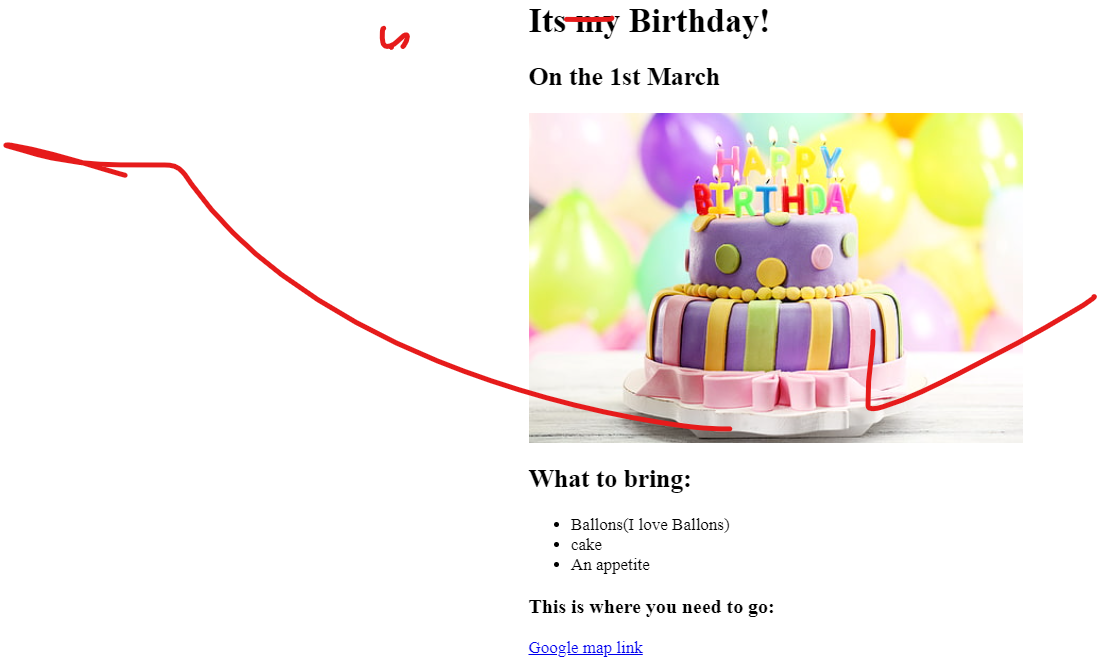 Its my Birthday!
On the 1st March
HAPPY
BIRTHDAY
What to bring:
Ballons(I love Ballons)
cake
An appetite
This is where you need to go:
Google map link